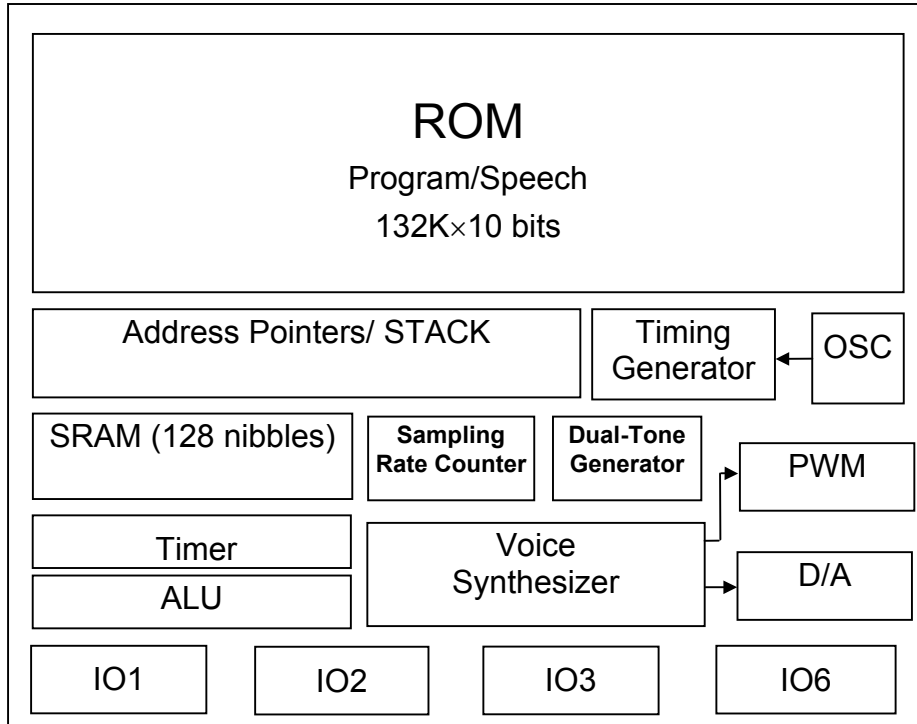 ROM
Program/Speech
132K×10 bits
Address Pointers/ STACK
Timing
Generator
OSC
SRAM (128 nibbles)
Sampling
Rate Counter
Dual-Tone
Generator
PWM
Timer
Voice
Synthesizer
D/A
ALU
IO1
IO2
IO3
IO6